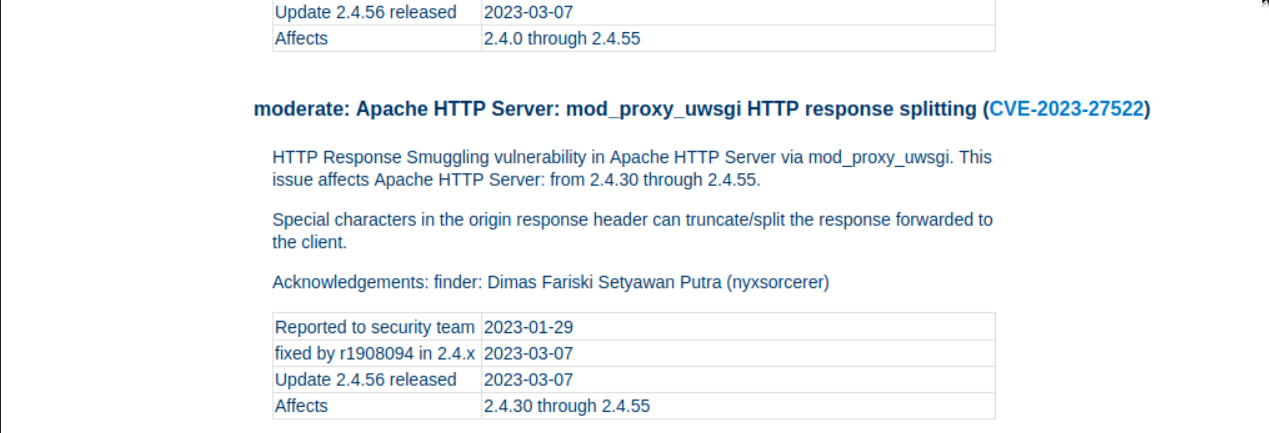 Update 2.4.56 released 2023-03-07
Affects 2.4.0 through 2.4.55
moderate: Apache HTTP Server: mod_proxy_uwsgi HTTP response splitting (CVE-2023-27522)
HTTP Response Smuggling vulnerability in Apache HTTP Server via mod_proxy_uwsgi. This
issue affects Apache HTTP Server: from 2.4.30 through 2.4.55.
Special characters in the origin response header can truncate/split the response forwarded to
the client.
Acknowledgements: finder: Dimas Fariski Setyawan Putra (nyxsorcerer)
Reported to security team 2023-01-29
fixed by r1908094 in 2.4.x 2023-03-07
Update 2.4.56 released 2023-03-07
Affects 2.4.30 through 2.4.55